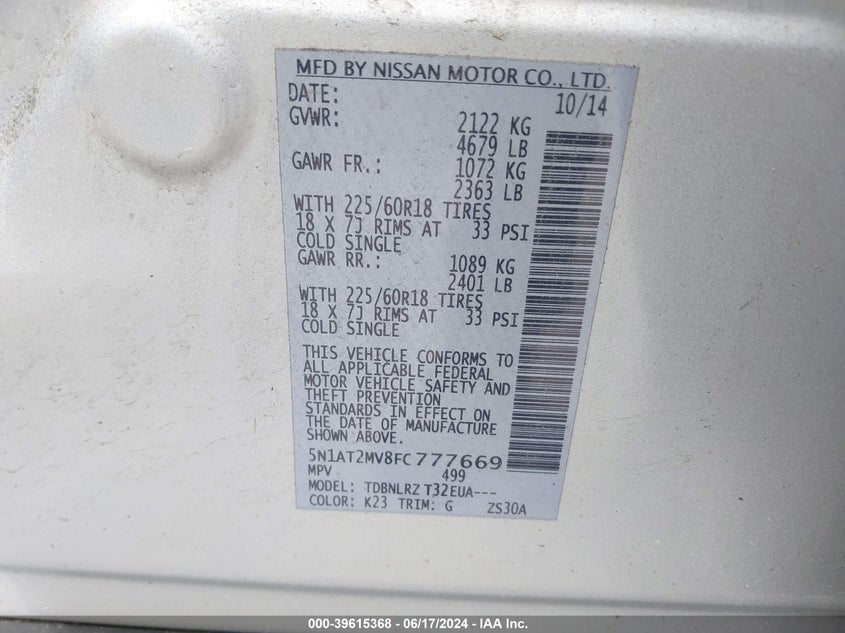 MFD BY NISSAN MOTOR CO., LTD.
DATE: 10/14
GVWR: 2122 KG
4679 LB
GAWR FR.: 1072 KG
2363 LB
WITH 225/60R18 TIRES
18 X 7J RIMS AT 33 PSI
COLD SINGLE
GAWR RR.: 1089 KG
2401 LB
WITH 225/60R18 TIRES
18 X 7J RIMS AT 33 PSI
COLD SINGLE
THIS VEHICLE CONFORMS TO
ALL APPLICABLE FEDERAL
MOTOR VEHICLE SAFETY AND
THEFT PREVENTION
STANDARDS IN EFFECT ON
THE DATE OF MANUFACTURE
SHOWN ABOVE.
5N1AT2MV8FC777669
MPV 499
MODEL: TDBNLRZ T32EUA---
COLOR: K23 TRIM: G ZS30A
000-39615368 - 06/17/2024 - IAA Inc.